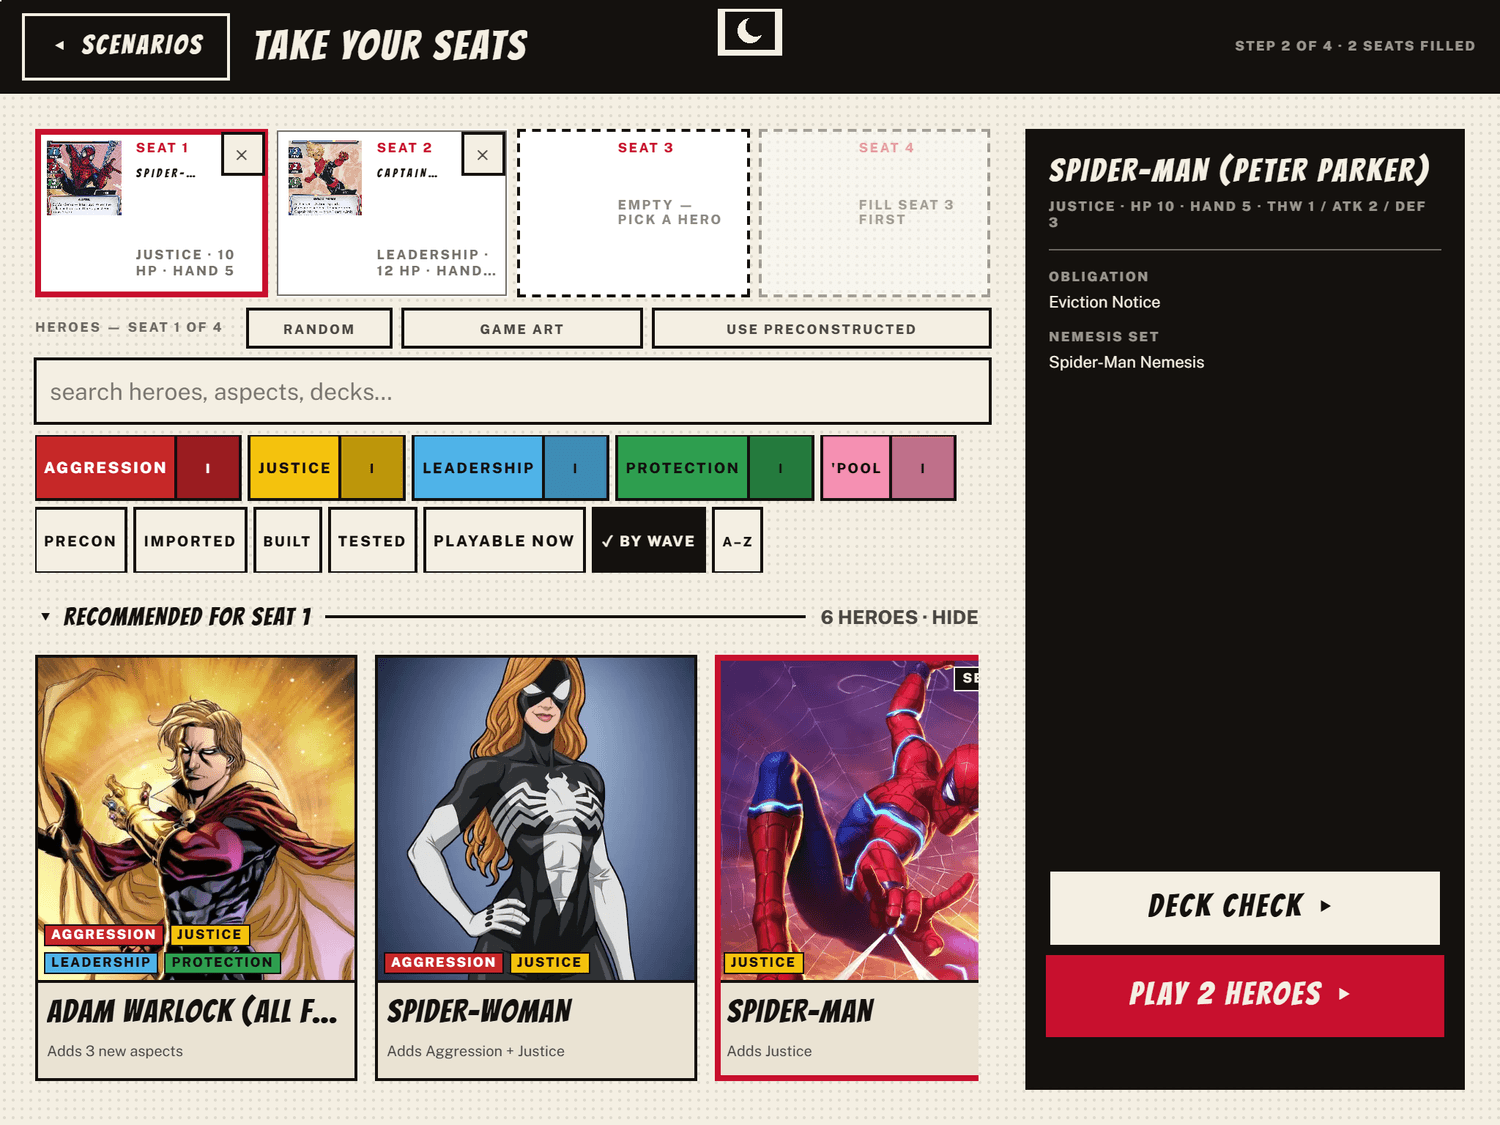 ◄ SCENARIOS
TAKE YOUR SEATS
STEP 2 OF 4 · 2 SEATS FILLED
SEAT 1
SPIDER-...
×
JUSTICE · 10
HP · HAND 5
SEAT 2
CAPTAIN...
×
LEADERSHIP ·
12 HP · HAND...
SEAT 3
EMPTY —
PICK A HERO
SEAT 4
FILL SEAT 3
FIRST
HEROES — SEAT 1 OF 4
RANDOM
GAME ART
USE PRECONSTRUCTED
search heroes, aspects, decks...
AGGRESSION I
JUSTICE I
LEADERSHIP I
PROTECTION I
'POOL I
PRECON
IMPORTED
BUILT
TESTED
PLAYABLE NOW
✓ BY WAVE
A–Z
▼ RECOMMENDED FOR SEAT 1
6 HEROES · HIDE
AGGRESSION JUSTICE
LEADERSHIP PROTECTION
ADAM WARLOCK (ALL F...
Adds 3 new aspects
AGGRESSION JUSTICE
SPIDER-WOMAN
Adds Aggression + Justice
JUSTICE
SPIDER-MAN
Adds Justice
SPIDER-MAN (PETER PARKER)
JUSTICE · HP 10 · HAND 5 · THW 1 / ATK 2 / DEF
3
OBLIGATION
Eviction Notice
NEMESIS SET
Spider-Man Nemesis
DECK CHECK ►
PLAY 2 HEROES ►